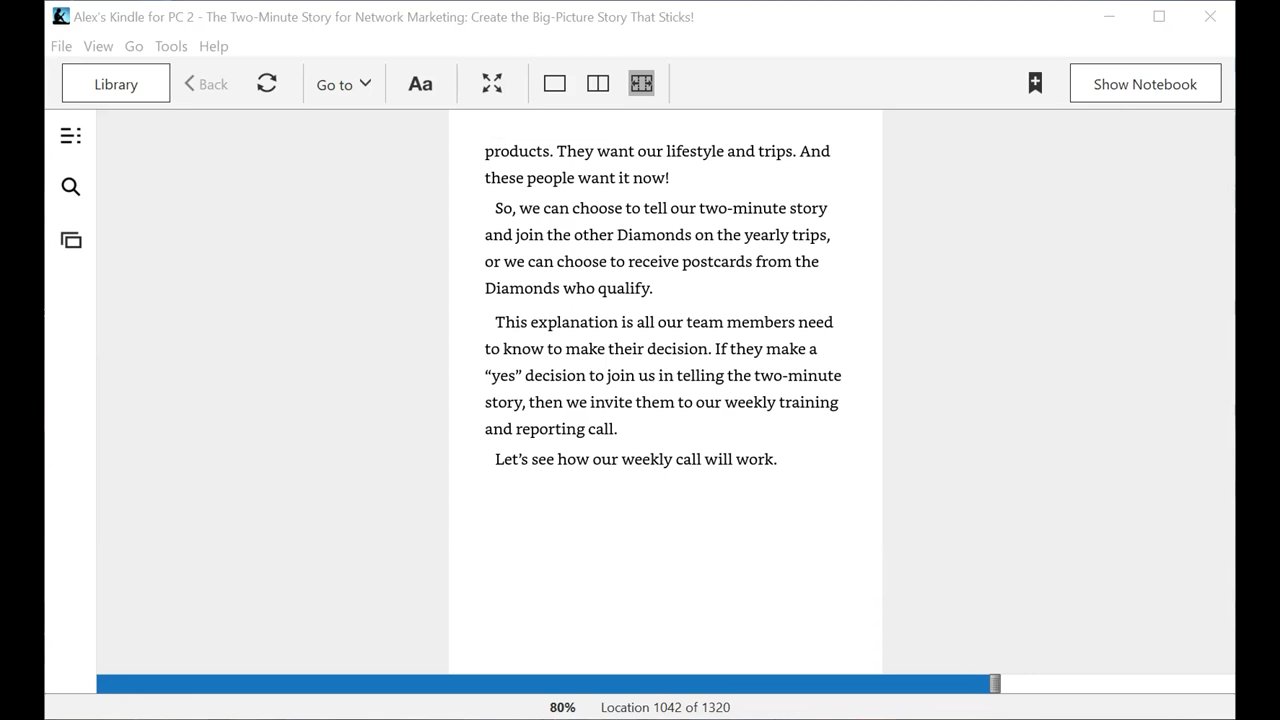 Alex's Kindle for PC 2 - The Two-Minute Story for Network Marketing: Create the Big-Picture Story That Sticks!
File View Go Tools Help
Library Back Go to Aa Show Notebook
products. They want our lifestyle and trips. And
these people want it now!
So, we can choose to tell our two-minute story
and join the other Diamonds on the yearly trips,
or we can choose to receive postcards from the
Diamonds who qualify.
This explanation is all our team members need
to know to make their decision. If they make a
“yes” decision to join us in telling the two-minute
story, then we invite them to our weekly training
and reporting call.
Let’s see how our weekly call will work.
80% Location 1042 of 1320